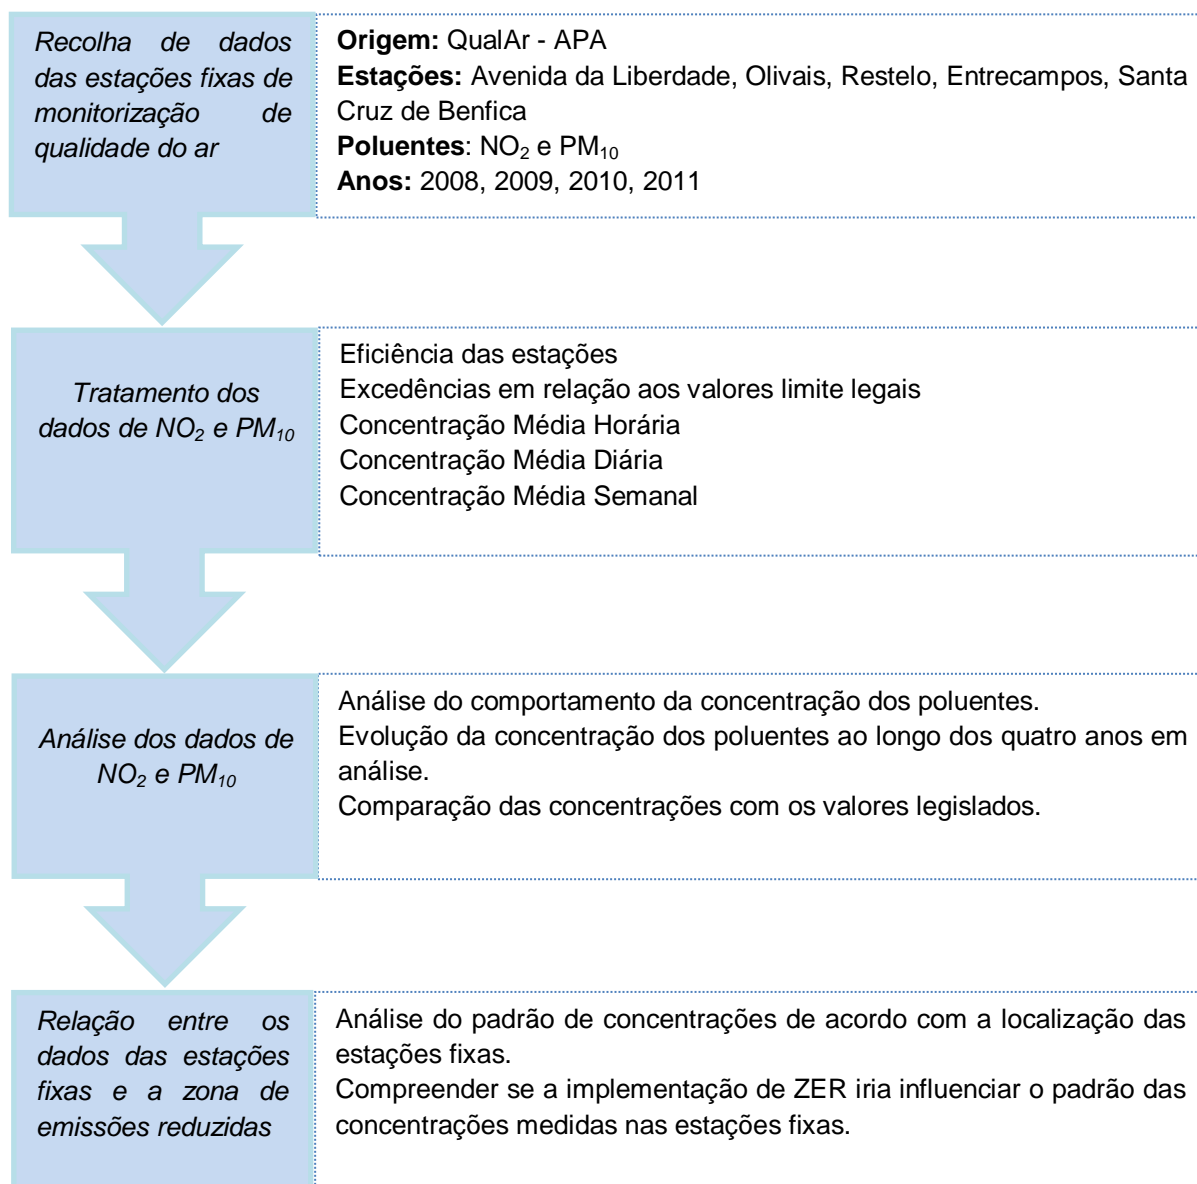 Recolha de dados
das estações fixas de
monitorização de
qualidade do ar
Origem: QualAr - APA
Estações: Avenida da Liberdade, Olivais, Restelo, Entrecampos, Santa
Cruz de Benfica
Poluentes: NO₂ e PM₁₀
Anos: 2008, 2009, 2010, 2011
Tratamento dos
dados de NO₂ e PM₁₀
Eficiência das estações
Excedências em relação aos valores limite legais
Concentração Média Horária
Concentração Média Diária
Concentração Média Semanal
Análise dos dados de
NO₂ e PM₁₀
Análise do comportamento da concentração dos poluentes.
Evolução da concentração dos poluentes ao longo dos quatro anos em
análise.
Comparação das concentrações com os valores legislados.
Relação entre os
dados das estações
fixas e a zona de
emissões reduzidas
Análise do padrão de concentrações de acordo com a localização das
estações fixas.
Compreender se a implementação de ZER iria influenciar o padrão das
concentrações medidas nas estações fixas.